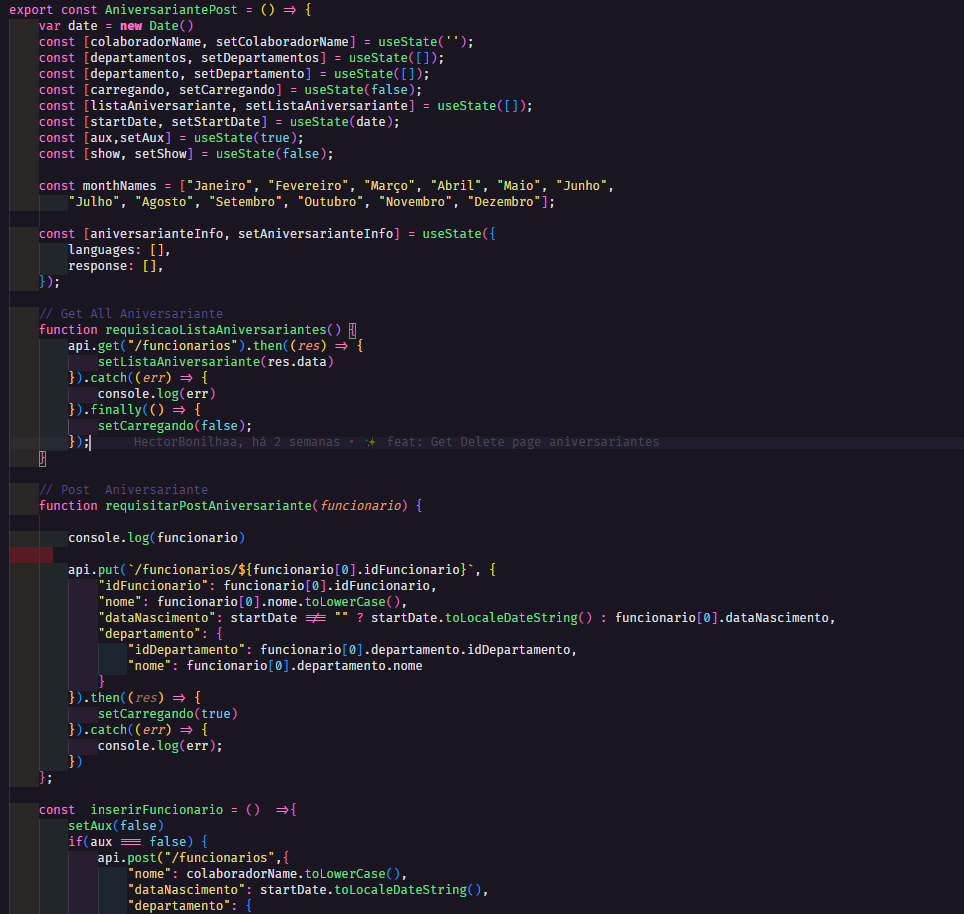 export const AniversariantePost = () => {
    var date = new Date()
    const [colaboradorName, setColaboradorName] = useState('');
    const [departamentos, setDepartamentos] = useState([]);
    const [departamento, setDepartamento] = useState([]);
    const [carregando, setCarregando] = useState(false);
    const [listaAniversariante, setListaAniversariante] = useState([]);
    const [startDate, setStartDate] = useState(date);
    const [aux,setAux] = useState(true);
    const [show, setShow] = useState(false);

    const monthNames = ["Janeiro", "Fevereiro", "Março", "Abril", "Maio", "Junho",
        "Julho", "Agosto", "Setembro", "Outubro", "Novembro", "Dezembro"];

    const [aniversarianteInfo, setAniversarianteInfo] = useState({
        languages: [],
        response: [],
    });

    // Get All Aniversariante
    function requisicaoListaAniversariantes() {
        api.get("/funcionarios").then((res) => {
            setListaAniversariante(res.data)
        }).catch((err) => {
            console.log(err)
        }).finally(() => {
            setCarregando(false);
        });      HectorBonilhaa, há 2 semanas • ✨ feat: Get Delete page aniversariantes
    }

    // Post  Aniversariante
    function requisitarPostAniversariante(funcionario) {

        console.log(funcionario)

        api.put(`/funcionarios/${funcionario[0].idFuncionario}`, {
            "idFuncionario": funcionario[0].idFuncionario,
            "nome": funcionario[0].nome.toLowerCase(),
            "dataNascimento": startDate !== "" ? startDate.toLocaleDateString() : funcionario[0].dataNascimento,
            "departamento": {
                "idDepartamento": funcionario[0].departamento.idDepartamento,
                "nome": funcionario[0].departamento.nome
            }
        }).then((res) => {
            setCarregando(true)
        }).catch((err) => {
            console.log(err);
        })
    };

    const  inserirFuncionario = ()  =>{
        setAux(false)
        if(aux === false) {
            api.post("/funcionarios",{
                "nome": colaboradorName.toLowerCase(),
                "dataNascimento": startDate.toLocaleDateString(),
                "departamento": {